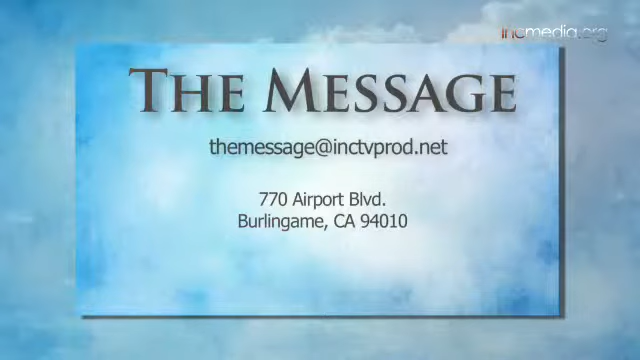 incmedia.org
THE MESSAGE
themessage@inctvprod.net
770 Airport Blvd.
Burlingame, CA 94010